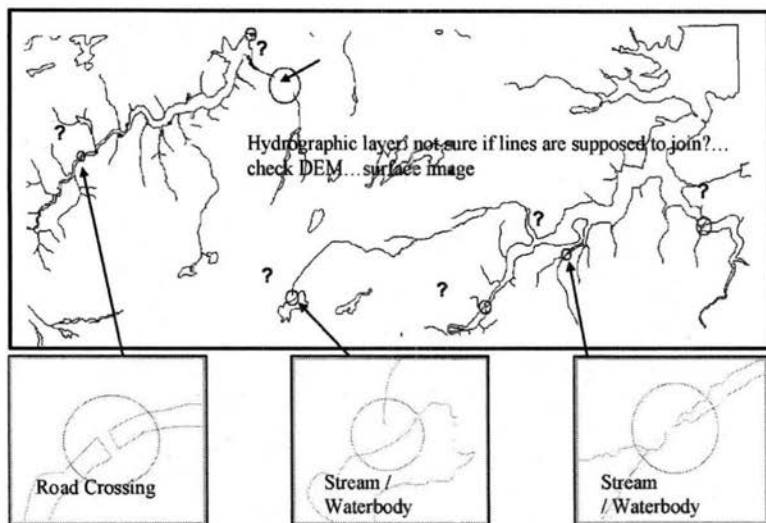 ?
?
Hydrographic layer, not sure if lines are supposed to join?…
check DEM…surface image
?
?
?
?
Road Crossing
Stream /
Waterbody
Stream
/ Waterbody